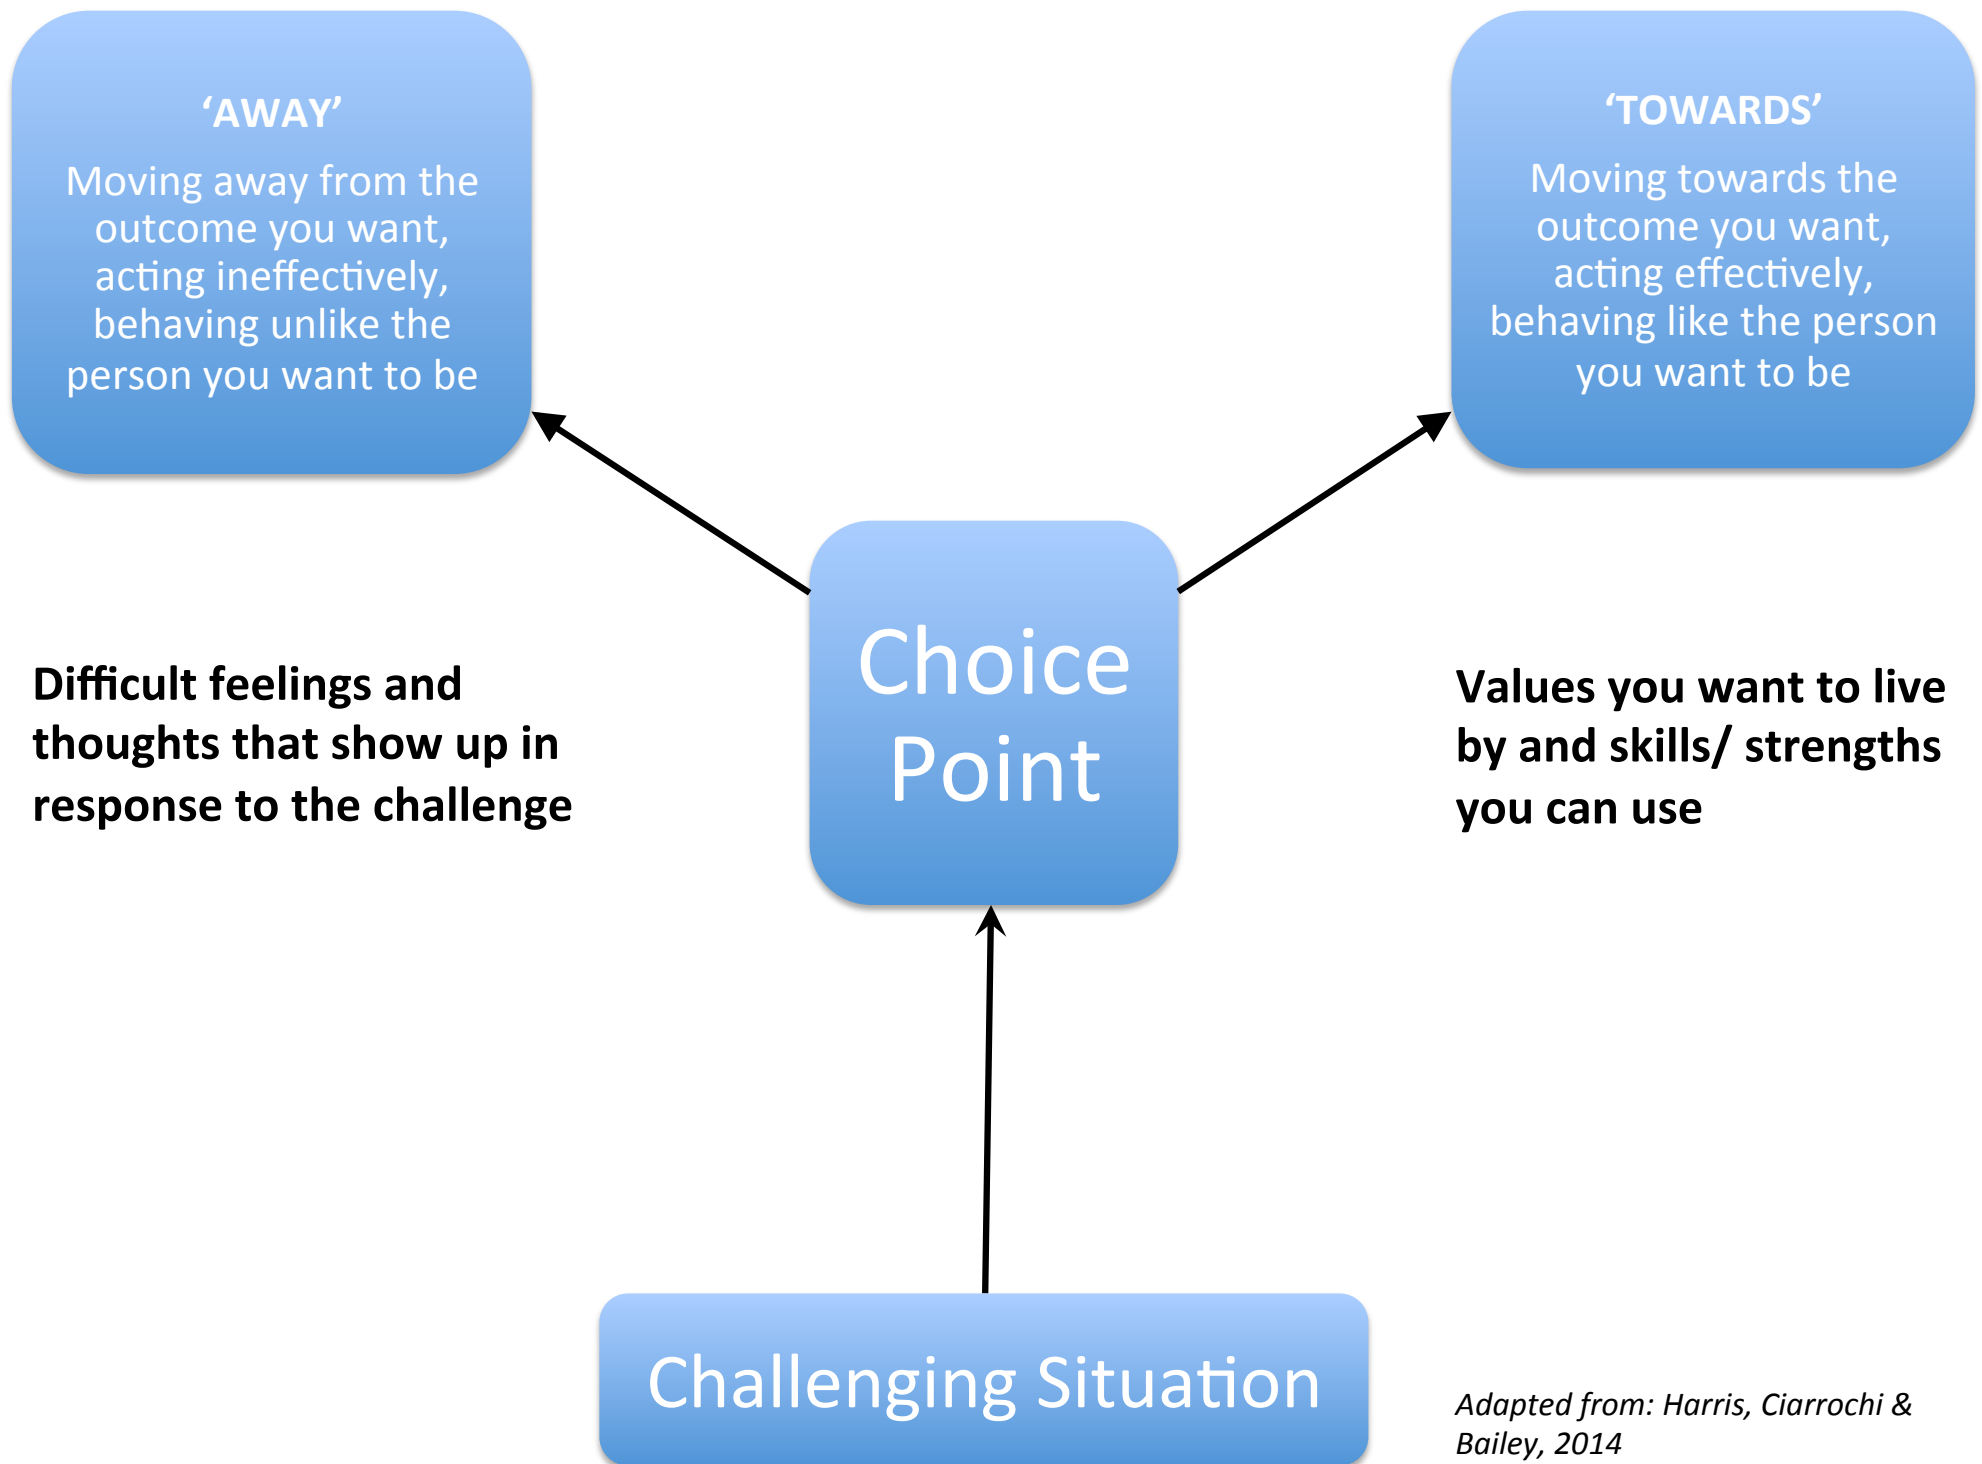 ‘AWAY’
Moving away from the
outcome you want,
acting ineffectively,
behaving unlike the
person you want to be
‘TOWARDS’
Moving towards the
outcome you want,
acting effectively,
behaving like the person
you want to be
Choice
Point
Difficult feelings and
thoughts that show up in
response to the challenge
Values you want to live
by and skills/ strengths
you can use
Challenging Situation
Adapted from: Harris, Ciarrochi &
Bailey, 2014